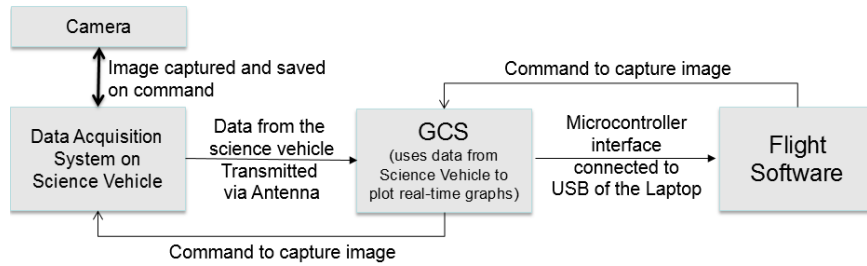 Camera
Image captured and saved
on command
Command to capture image
Data Acquisition
System on
Science Vehicle
Data from the
science vehicle
Transmitted
via Antenna
GCS
(uses data from
Science Vehicle to
plot real-time graphs)
Microcontroller
interface
connected to
USB of the Laptop
Flight
Software
Command to capture image